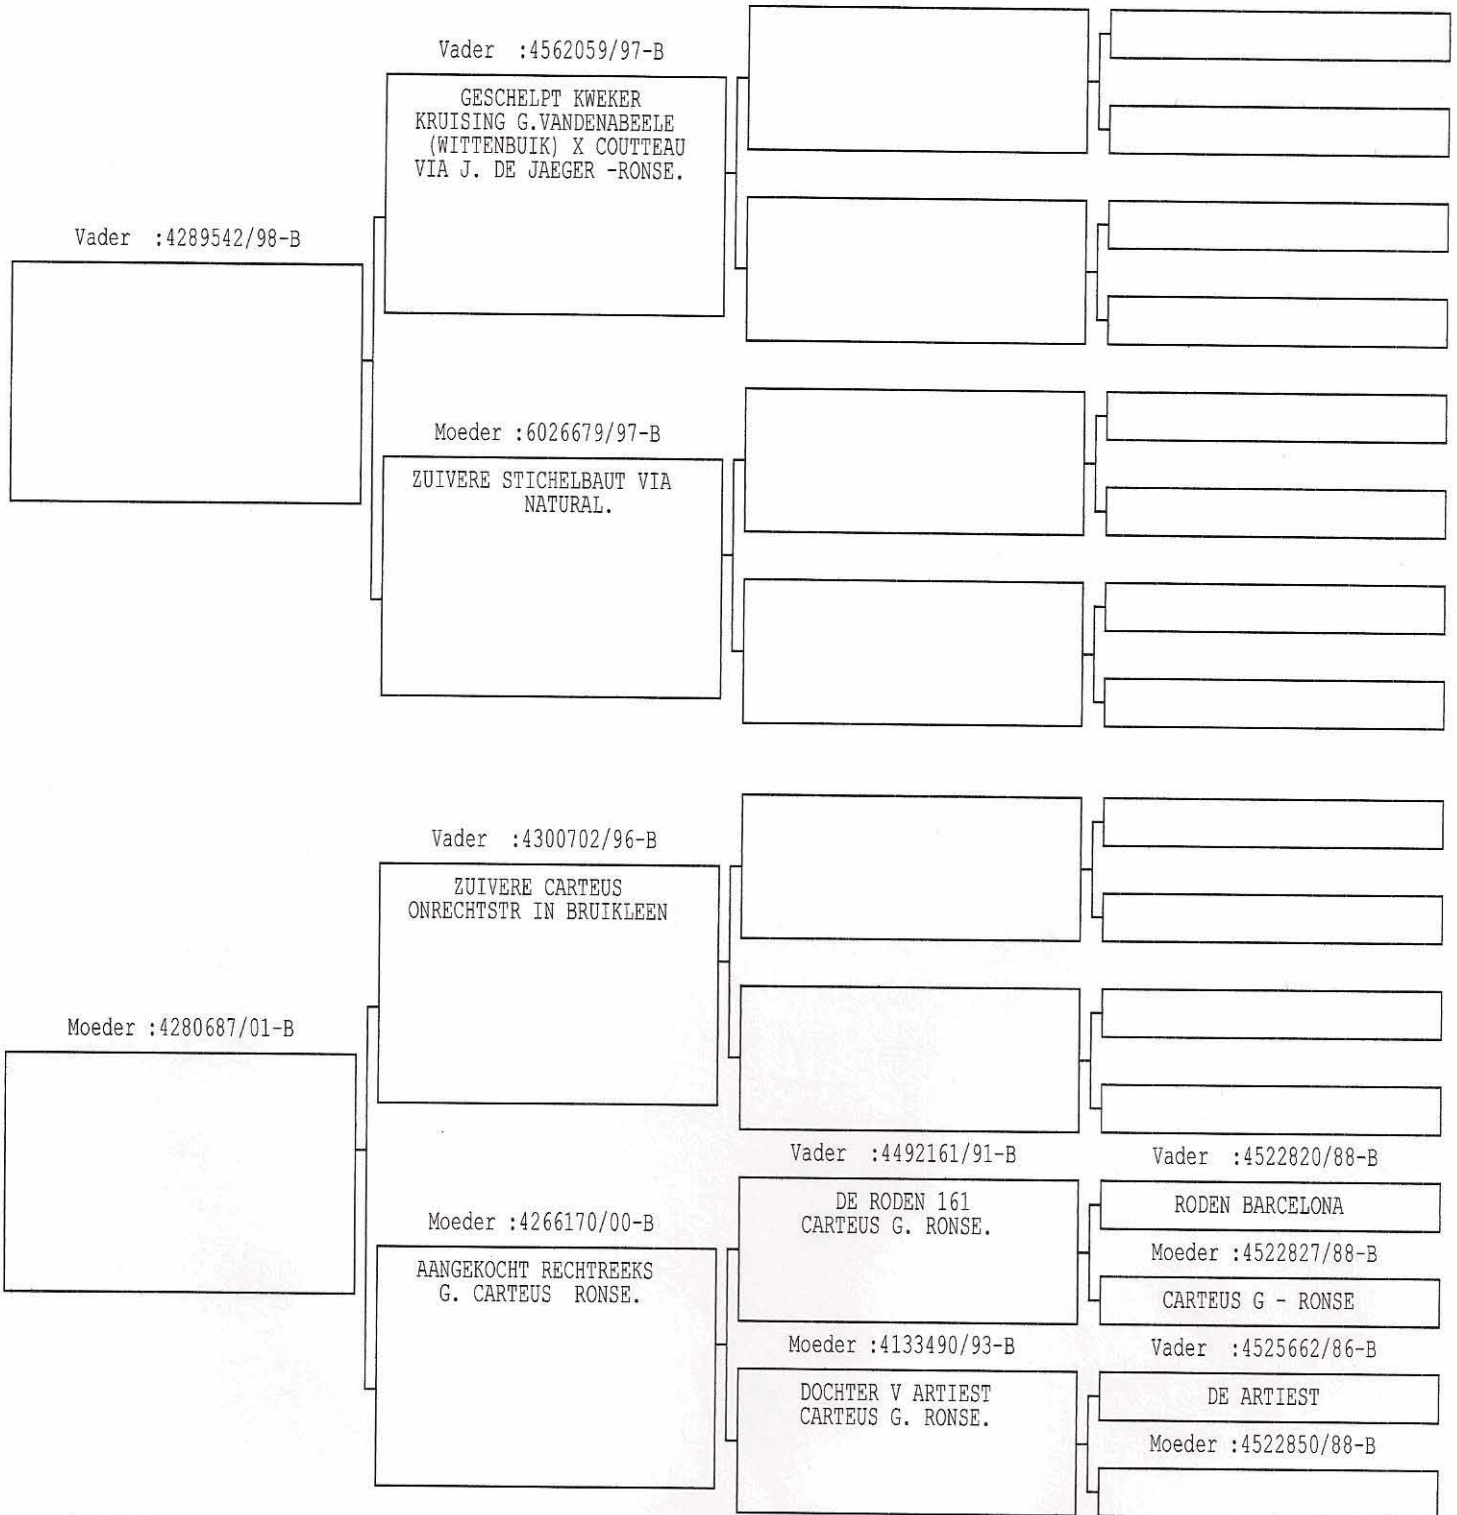 Vader :4562059/97-B
GESCHELPT KWEKER
KRUISING G.VANDENABEELE
(WITTENBUIK) X COUTTEAU
VIA J. DE JAEGER -RONSE.
Vader :4289542/98-B
Moeder :6026679/97-B
ZUIVERE STICHELBAUT VIA
NATURAL.
Vader :4300702/96-B
ZUIVERE CARTEUS
ONRECHTSTR IN BRUIKLEEN
Moeder :4280687/01-B
Moeder :4266170/00-B
AANGEKOCHT RECHTREEKS
G. CARTEUS RONSE.
Vader :4492161/91-B
DE RODEN 161
CARTEUS G. RONSE.
Vader :4522820/88-B
RODEN BARCELONA
Moeder :4522827/88-B
CARTEUS G - RONSE
Moeder :4133490/93-B
DOCHTER V ARTIEST
CARTEUS G. RONSE.
Vader :4525662/86-B
DE ARTIEST
Moeder :4522850/88-B